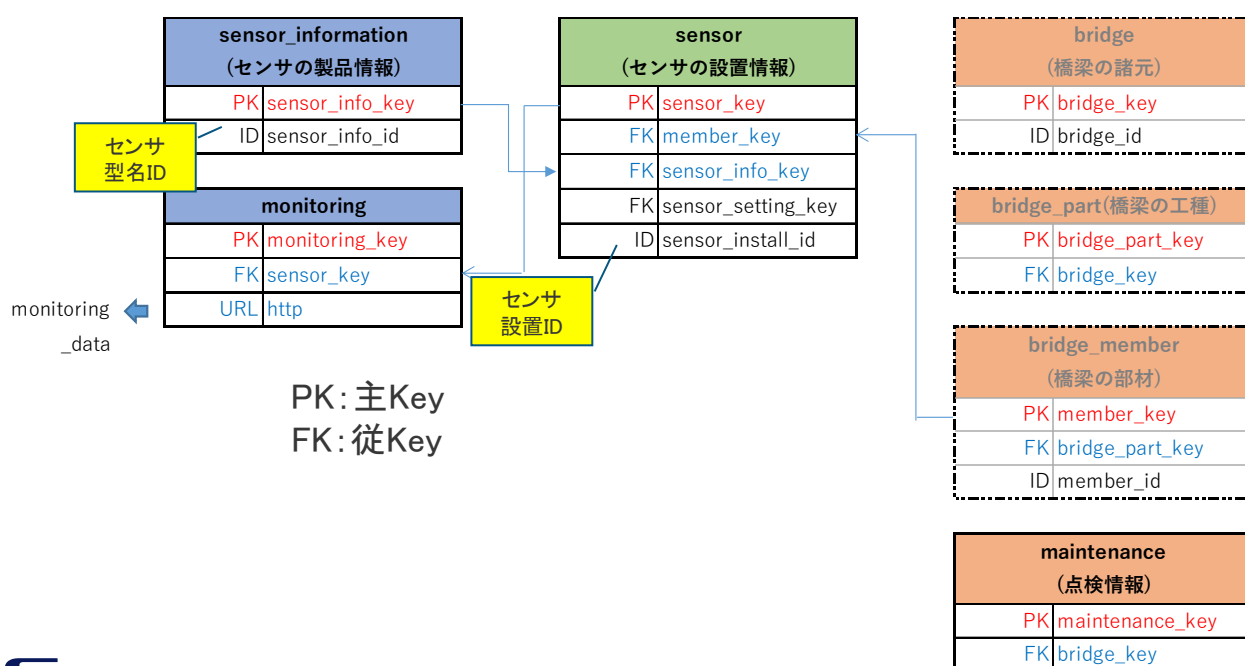 sensor_information
(センサの製品情報)
PK sensor_info_key
ID sensor_info_id
センサ
型名ID
monitoring
PK monitoring_key
FK sensor_key
URL http
monitoring
_data
sensor
(センサの設置情報)
PK sensor_key
FK member_key
FK sensor_info_key
FK sensor_setting_key
ID sensor_install_id
センサ
設置ID
PK:主Key
FK:従Key
bridge
(橋梁の諸元)
PK bridge_key
ID bridge_id
bridge_part(橋梁の工種)
PK bridge_part_key
FK bridge_key
bridge_member
(橋梁の部材)
PK member_key
FK bridge_part_key
ID member_id
maintenance
(点検情報)
PK maintenance_key
FK bridge_key